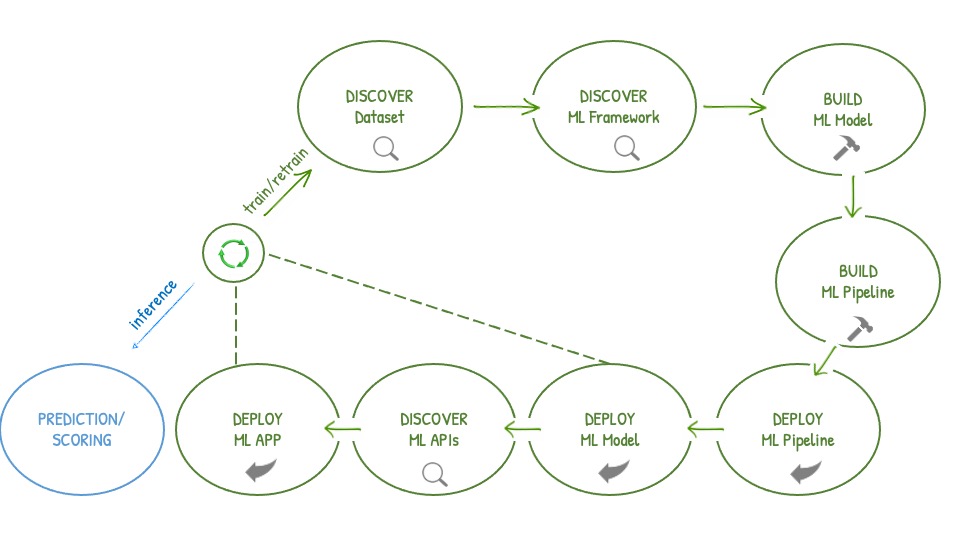 DISCOVER
Dataset
DISCOVER
ML Framework
BUILD
ML Model
train/retrain
BUILD
ML Pipeline
inference
PREDICTION/
SCORING
DEPLOY
ML APP
DISCOVER
ML APIs
DEPLOY
ML Model
DEPLOY
ML Pipeline